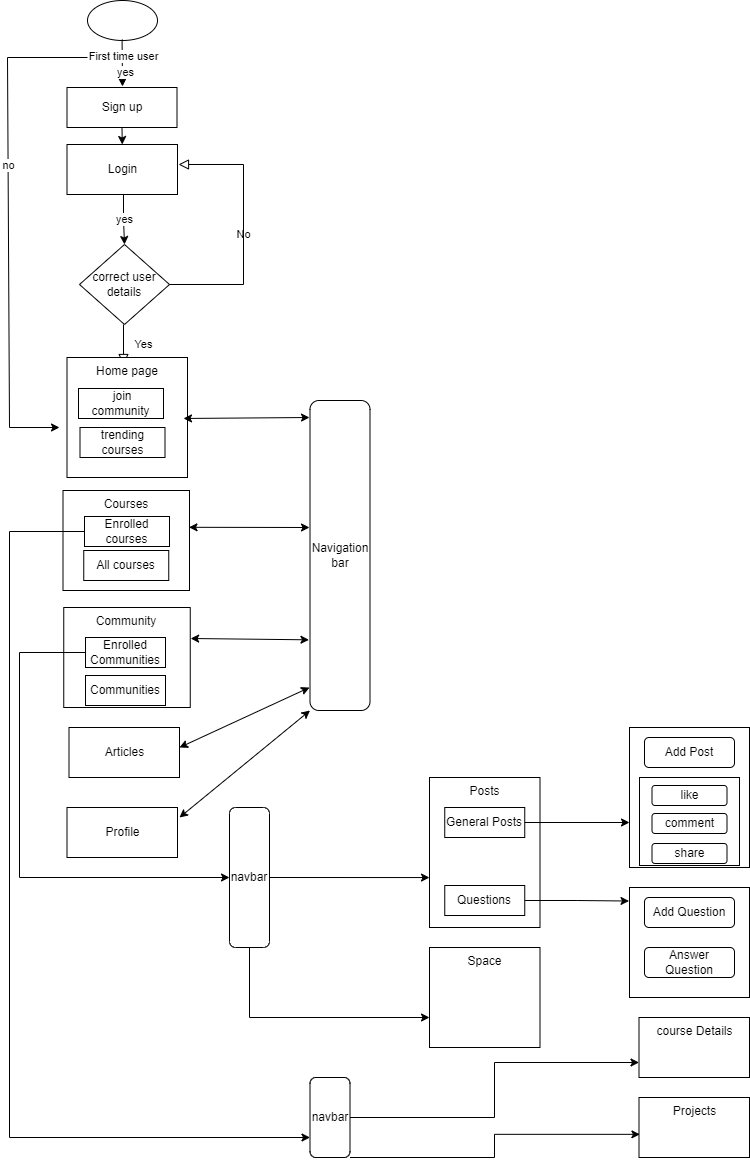 First time user
yes
Sign up
no
Login
yes
No
correct user
details
Yes
Home page
join
community
trending
courses
Courses
Enrolled
courses
All courses
Navigation
bar
Community
Enrolled
Communities
Communities
Articles
Profile
navbar
Posts
General Posts
Questions
Add Post
like
comment
share
Add Question
Answer
Question
Space
course Details
navbar
Projects